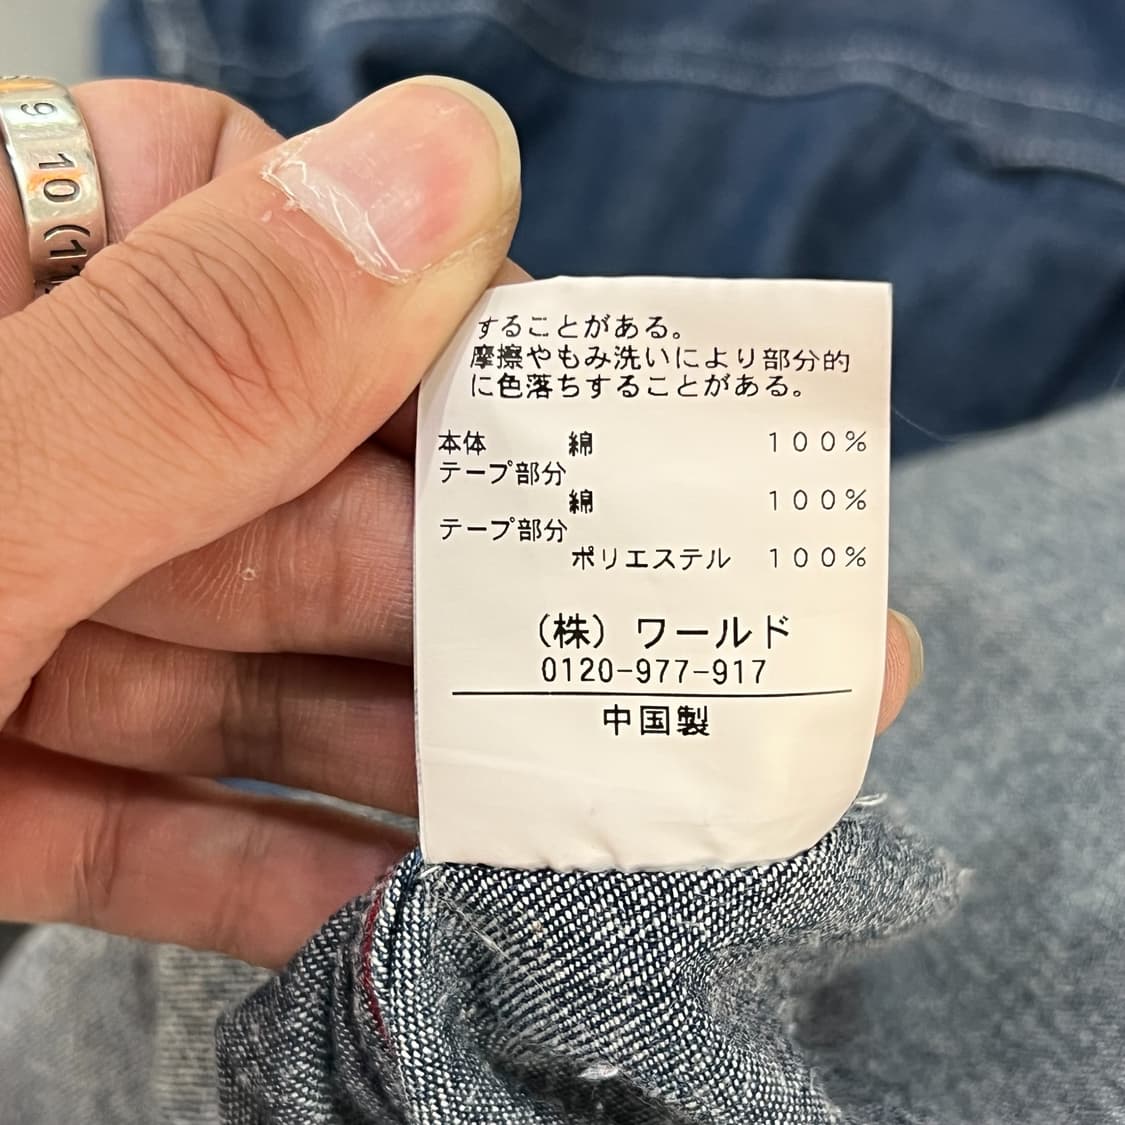 9
10 (1
することがある。
摩擦やもみ洗いにより部分的
に色落ちすることがある。
本体 綿 100%
テープ部分
綿 100%
テープ部分
ポリエステル 100%
(株) ワールド
0120-977-917
中国製